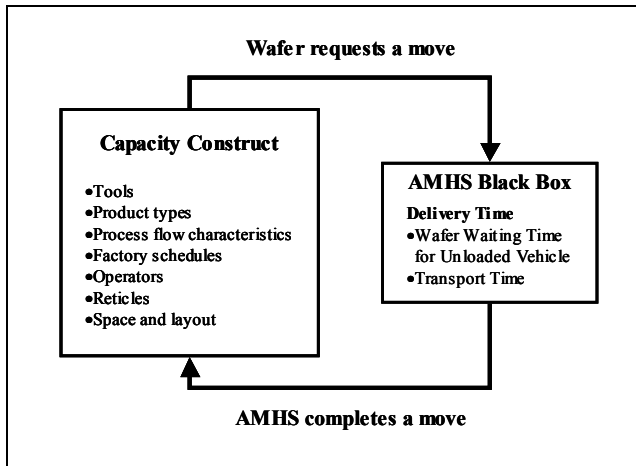 Wafer requests a move
Capacity Construct
•Tools
•Product types
•Process flow characteristics
•Factory schedules
•Operators
•Reticles
•Space and layout
AMHS Black Box
Delivery Time
•Wafer Waiting Time
for Unloaded Vehicle
•Transport Time
AMHS completes a move